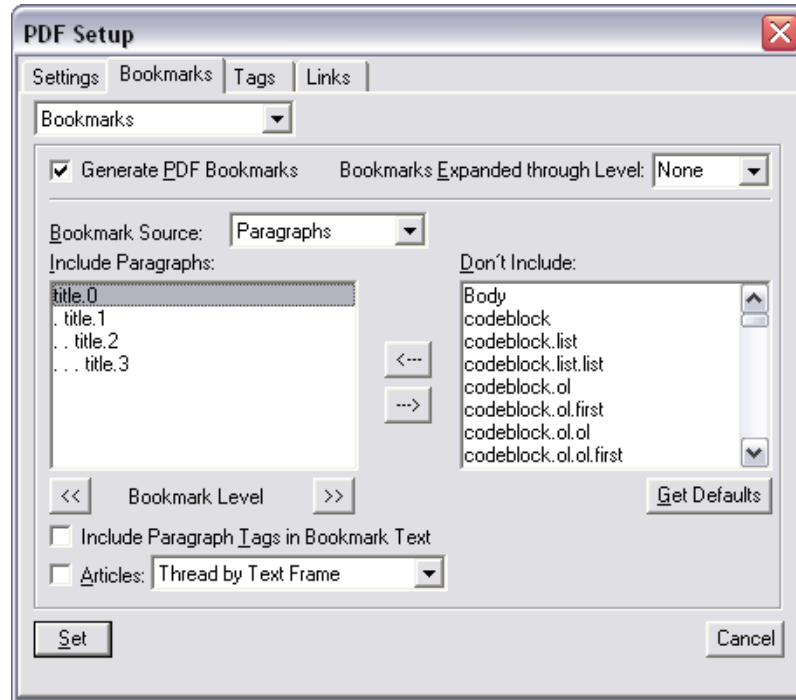 PDF Setup
Settings Bookmarks Tags Links
Bookmarks
Generate PDF Bookmarks Bookmarks Expanded through Level: None
Bookmark Source: Paragraphs
Include Paragraphs: Don't Include:
title.0 Body
. title.1 codeblock
. . title.2 codeblock.list
. . . title.3 codeblock.list.list
<--- codeblock.ol
---> codeblock.ol.first
codeblock.ol.ol
codeblock.ol.ol.first
<< Bookmark Level >> Get Defaults
Include Paragraph Tags in Bookmark Text
Articles: Thread by Text Frame
Set Cancel